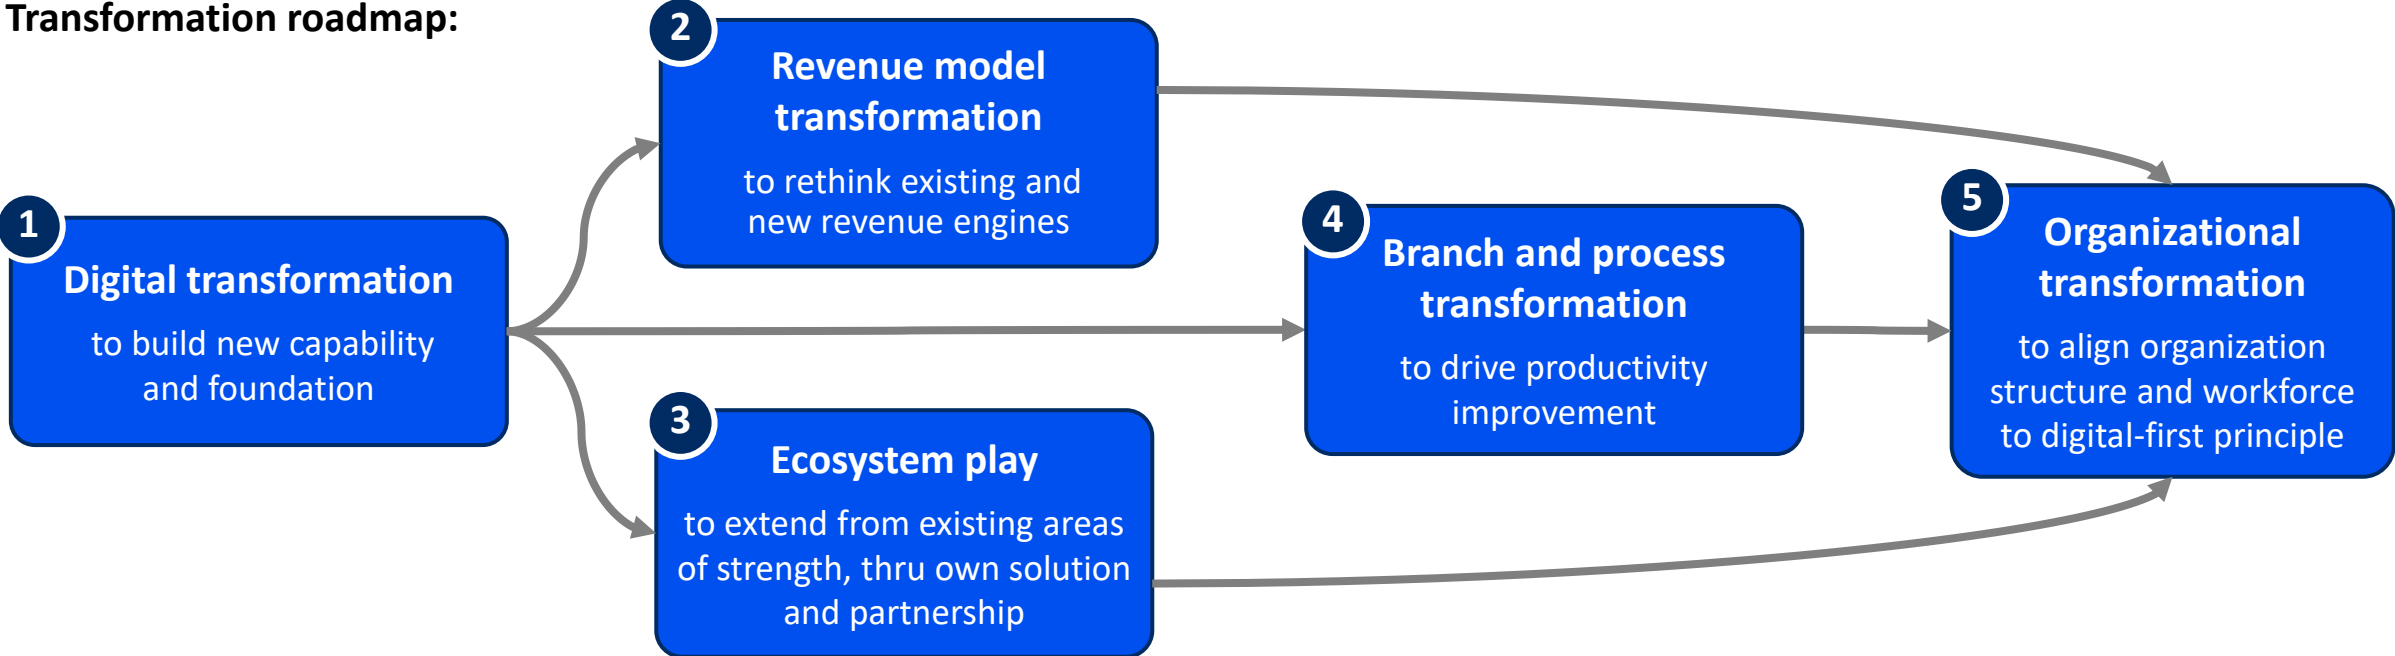 Transformation roadmap:
1
Digital transformation
to build new capability
and foundation
2
Revenue model
transformation
to rethink existing and
new revenue engines
3
Ecosystem play
to extend from existing areas
of strength, thru own solution
and partnership
4
Branch and process
transformation
to drive productivity
improvement
5
Organizational
transformation
to align organization
structure and workforce
to digital-first principle